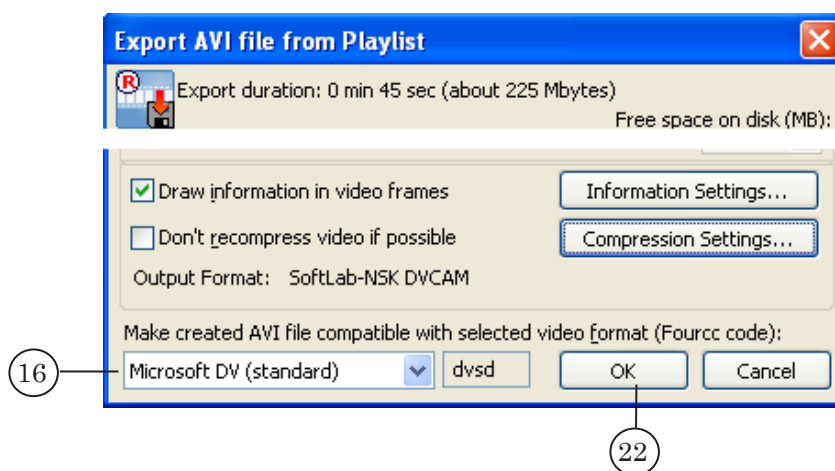 Export AVI file from Playlist
R
Export duration: 0 min 45 sec (about 225 Mbytes)
Free space on disk (MB):
Draw information in video frames
Information Settings...
Don't recompress video if possible
Compression Settings...
Output Format: SoftLab-NSK DVCAM
Make created AVI file compatible with selected video format (Fourcc code):
16
Microsoft DV (standard)
dvsd
OK
Cancel
22